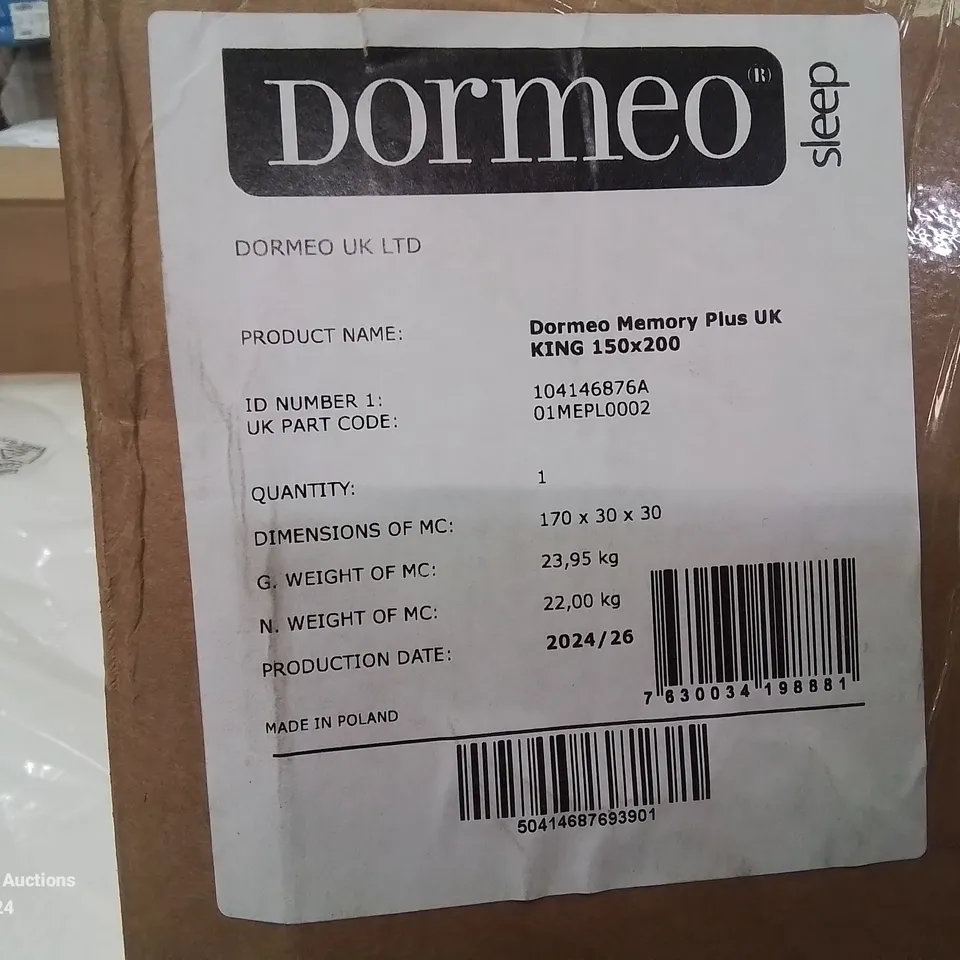 DORMEO®
sleep
DORMEO UK LTD
PRODUCT NAME: Dormeo Memory Plus UK
KING 150x200
ID NUMBER 1: 104146876A
UK PART CODE: 01MEPL0002
QUANTITY: 1
DIMENSIONS OF MC: 170 x 30 x 30
G. WEIGHT OF MC: 23,95 kg
N. WEIGHT OF MC: 22,00 kg
PRODUCTION DATE: 2024/26
7 630034 198881
MADE IN POLAND
50414687693901
Auctions
24